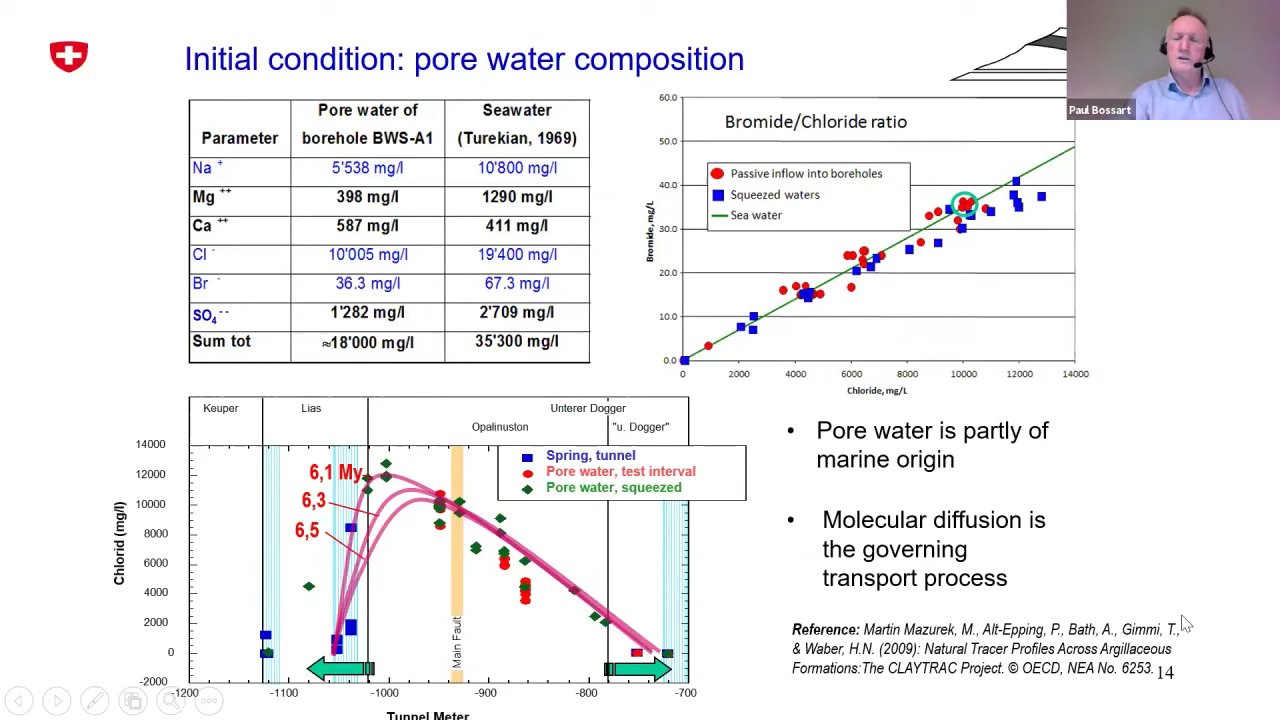 Initial condition: pore water composition
Paul Bossart
Parameter
Pore water of
borehole BWS-A1
Seawater
(Turekian, 1969)
Na + 5'538 mg/l 10'800 mg/l
Mg ++ 398 mg/l 1290 mg/l
Ca ++ 587 mg/l 411 mg/l
Cl - 10'005 mg/l 19'400 mg/l
Br - 36.3 mg/l 67.3 mg/l
SO4 -- 1'282 mg/l 2'709 mg/l
Sum tot ≈18'000 mg/l 35'300 mg/l
Bromide/Chloride ratio
Passive inflow into boreholes
Squeezed waters
Sea water
60.0
50.0
40.0
30.0
20.0
10.0
0.0
Bromide, mg/L
0 2000 4000 6000 8000 10000 12000 14000
Chloride, mg/L
Keuper Lias Unterer Dogger
Opalinuston "u. Dogger"
Spring, tunnel
Pore water, test interval
Pore water, squeezed
14000
12000
10000
8000
6000
4000
2000
0
-2000
Chlorid (mg/l)
6,1 My
6,3
6,5
Main Fault
-1200 -1100 -1000 -900 -800 -700
Tunnel Meter
• Pore water is partly of
marine origin
• Molecular diffusion is
the governing
transport process
Reference: Martin Mazurek, M., Alt-Epping, P., Bath, A., Gimmi, T.,
& Waber, H.N. (2009): Natural Tracer Profiles Across Argillaceous
Formations:The CLAYTRAC Project. © OECD, NEA No. 6253.
14